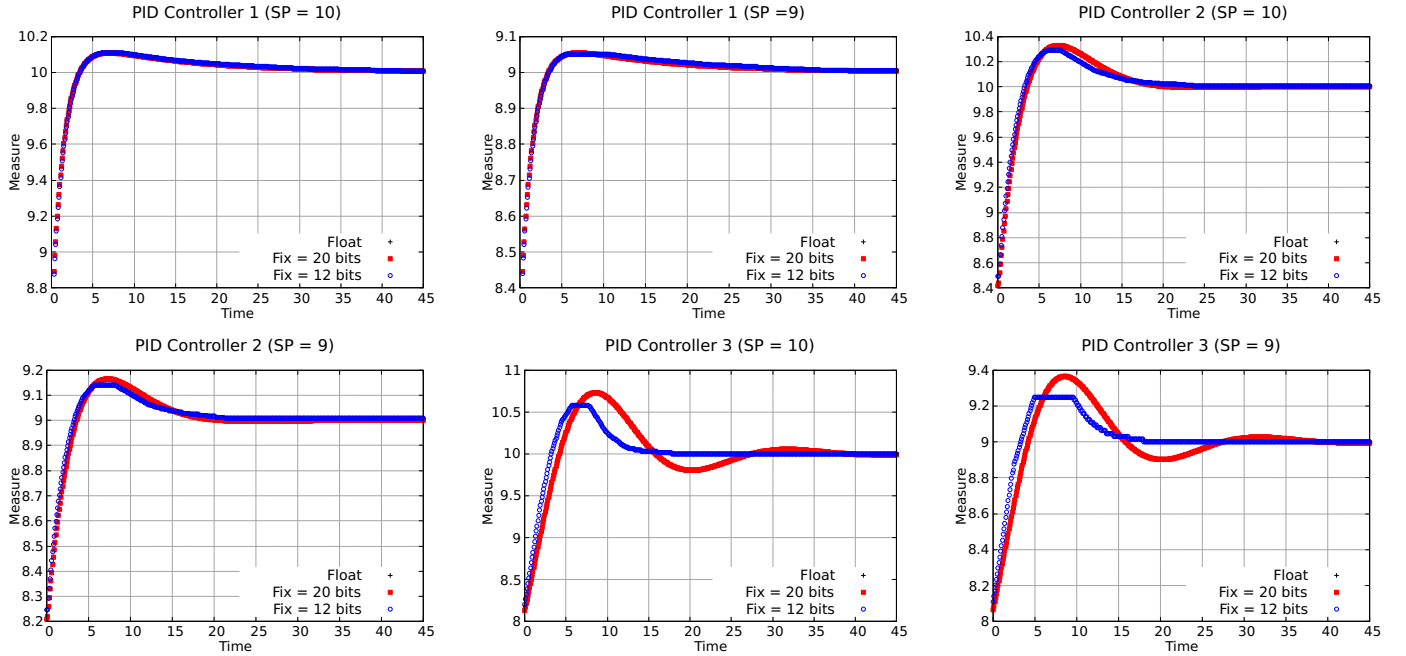 PID Controller 1 (SP = 10)
10.2
10
9.8
9.6
9.4
9.2
9
8.8
Measure
0 5 10 15 20 25 30 35 40 45
Time
Float
Fix = 20 bits
Fix = 12 bits
PID Controller 1 (SP =9)
9.1
9
8.9
8.8
8.7
8.6
8.5
8.4
Measure
0 5 10 15 20 25 30 35 40 45
Time
Float
Fix = 20 bits
Fix = 12 bits
PID Controller 2 (SP = 10)
10.4
10.2
10
9.8
9.6
9.4
9.2
9
8.8
8.6
8.4
Measure
0 5 10 15 20 25 30 35 40 45
Time
Float
Fix = 20 bits
Fix = 12 bits
PID Controller 2 (SP = 9)
9.2
9.1
9
8.9
8.8
8.7
8.6
8.5
8.4
8.3
8.2
Measure
0 5 10 15 20 25 30 35 40 45
Time
Float
Fix = 20 bits
Fix = 12 bits
PID Controller 3 (SP = 10)
11
10.5
10
9.5
9
8.5
8
Measure
0 5 10 15 20 25 30 35 40 45
Time
Float
Fix = 20 bits
Fix = 12 bits
PID Controller 3 (SP = 9)
9.4
9.2
9
8.8
8.6
8.4
8.2
8
Measure
0 5 10 15 20 25 30 35 40 45
Time
Float
Fix = 20 bits
Fix = 12 bits